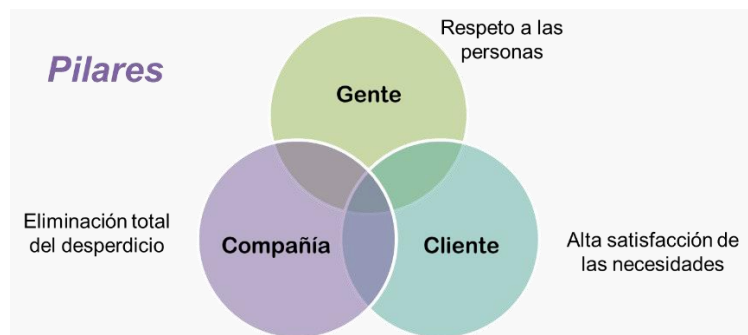 Pilares
Respeto a las
personas
Gente
Eliminación total
del desperdicio
Compañía
Cliente
Alta satisfacción de
las necesidades